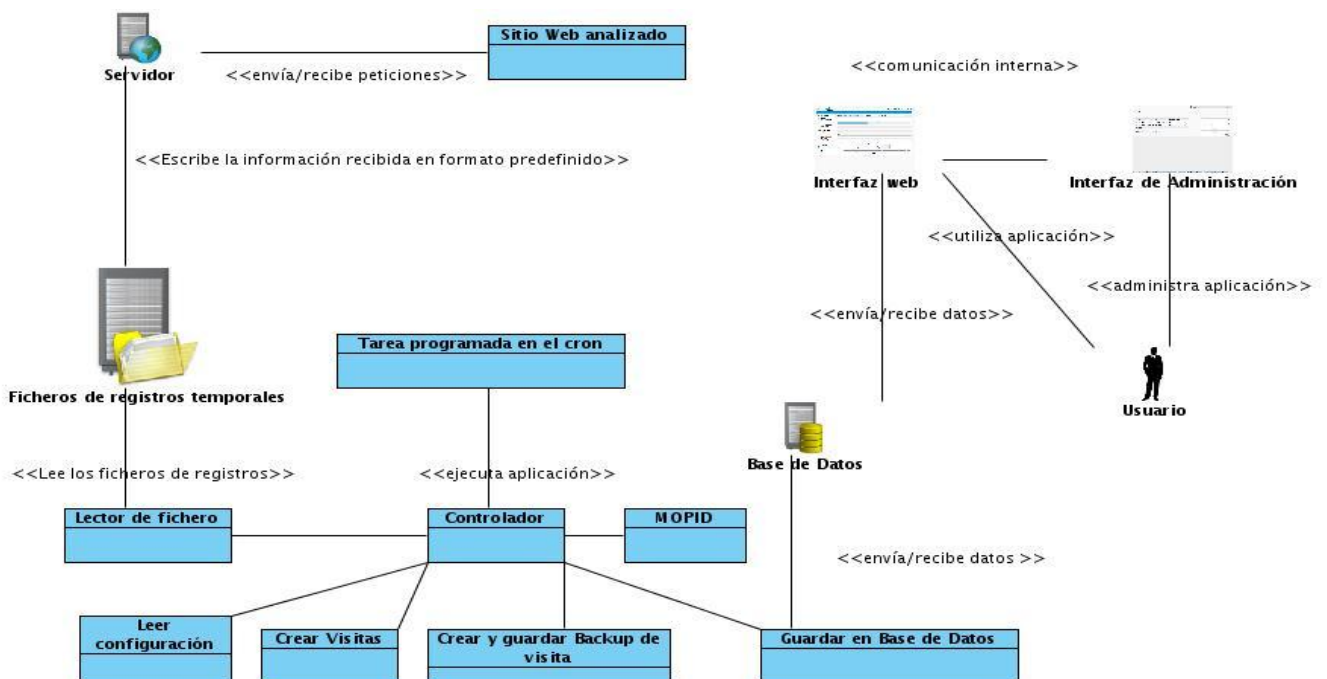 Sitio Web analizado
Servidor
<<envía/recibe peticiones>>
<<comunicación interna>>
<<Escribe la información recibida en formato predefinido>>
Interfaz web
Interfaz de Administración
<<utiliza aplicación>>
<<administra aplicación>>
<<envía/recibe datos>>
Tarea programada en el cron
Ficheros de registros temporales
Usuario
Base de Datos
<<Lee los ficheros de registros>>
<<ejecuta aplicación>>
Lector de fichero
Controlador
MOPID
<<envía/recibe datos >>
Leer
configuración
Crear Visitas
Crear y guardar Backup de
visita
Guardar en Base de Datos